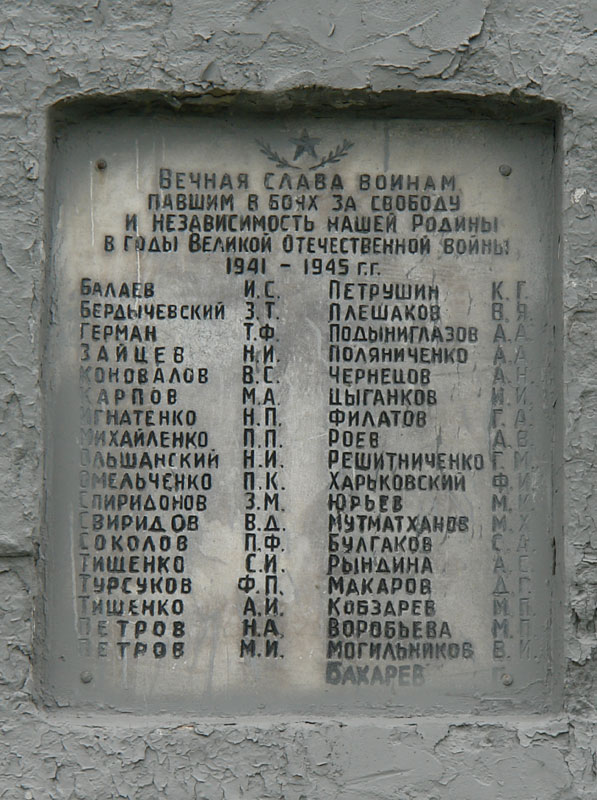 Вечная слава воинам,
павшим в боях за свободу
и независимость нашей Родины
в годы Великой Отечественной войны
1941 – 1945 г.г.
Балаев И.С.
Бердычевский З.Т.
Герман Т.Ф.
Зайцев Н.И.
Коновалов В.С.
Карпов М.А.
Игнатенко Н.П.
Михайленко П.П.
Ольшанский Н.И.
Омельченко П.К.
Спиридонов З.М.
Свиридов В.Д.
Соколов П.Ф.
Тищенко С.И.
Турсуков Ф.П.
Тишенко А.И.
Петров Н.А.
Петров М.И.
Петрушин К.Г.
Плешаков В.Я.
Подыниглазов А.А.
Поляниченко А.А.
Чернецов А.Н.
Цыганков Н.И.
Филатов Г.А.
Роев А.В.
Решитниченко Г.М.
Харьковский Ф.И.
Юрьев М.И.
Мутматханов М.Х.
Булгаков С.А.
Рындина А.С.
Макаров Д.Г.
Кобзарев М.П.
Воробьева М.П.
Могильников В.И.
Бахарев